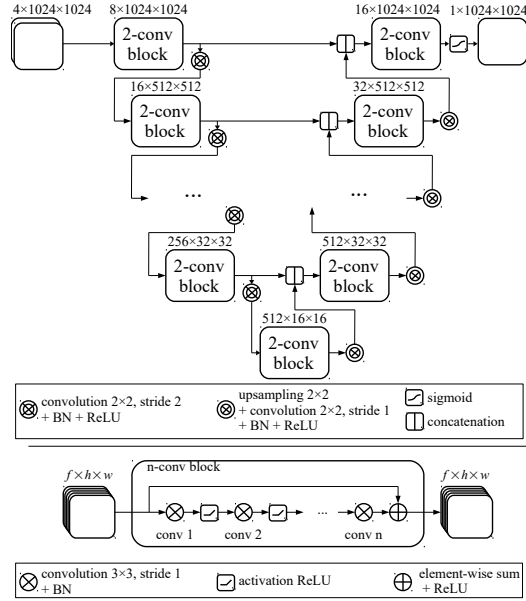 4×1024×1024 8×1024×1024 16×1024×1024 1×1024×1024
2-conv block 2-conv block
16×512×512 32×512×512
2-conv block 2-conv block
... ...
256×32×32 512×32×32
2-conv block 2-conv block
512×16×16
2-conv block
convolution 2×2, stride 2
+ BN + ReLU
upsampling 2×2
+ convolution 2×2, stride 1
+ BN + ReLU
sigmoid
concatenation
f×h×w
n-conv block
f×h×w
...
conv 1 conv 2 conv n
convolution 3×3, stride 1
+ BN
activation ReLU
element-wise sum
+ ReLU